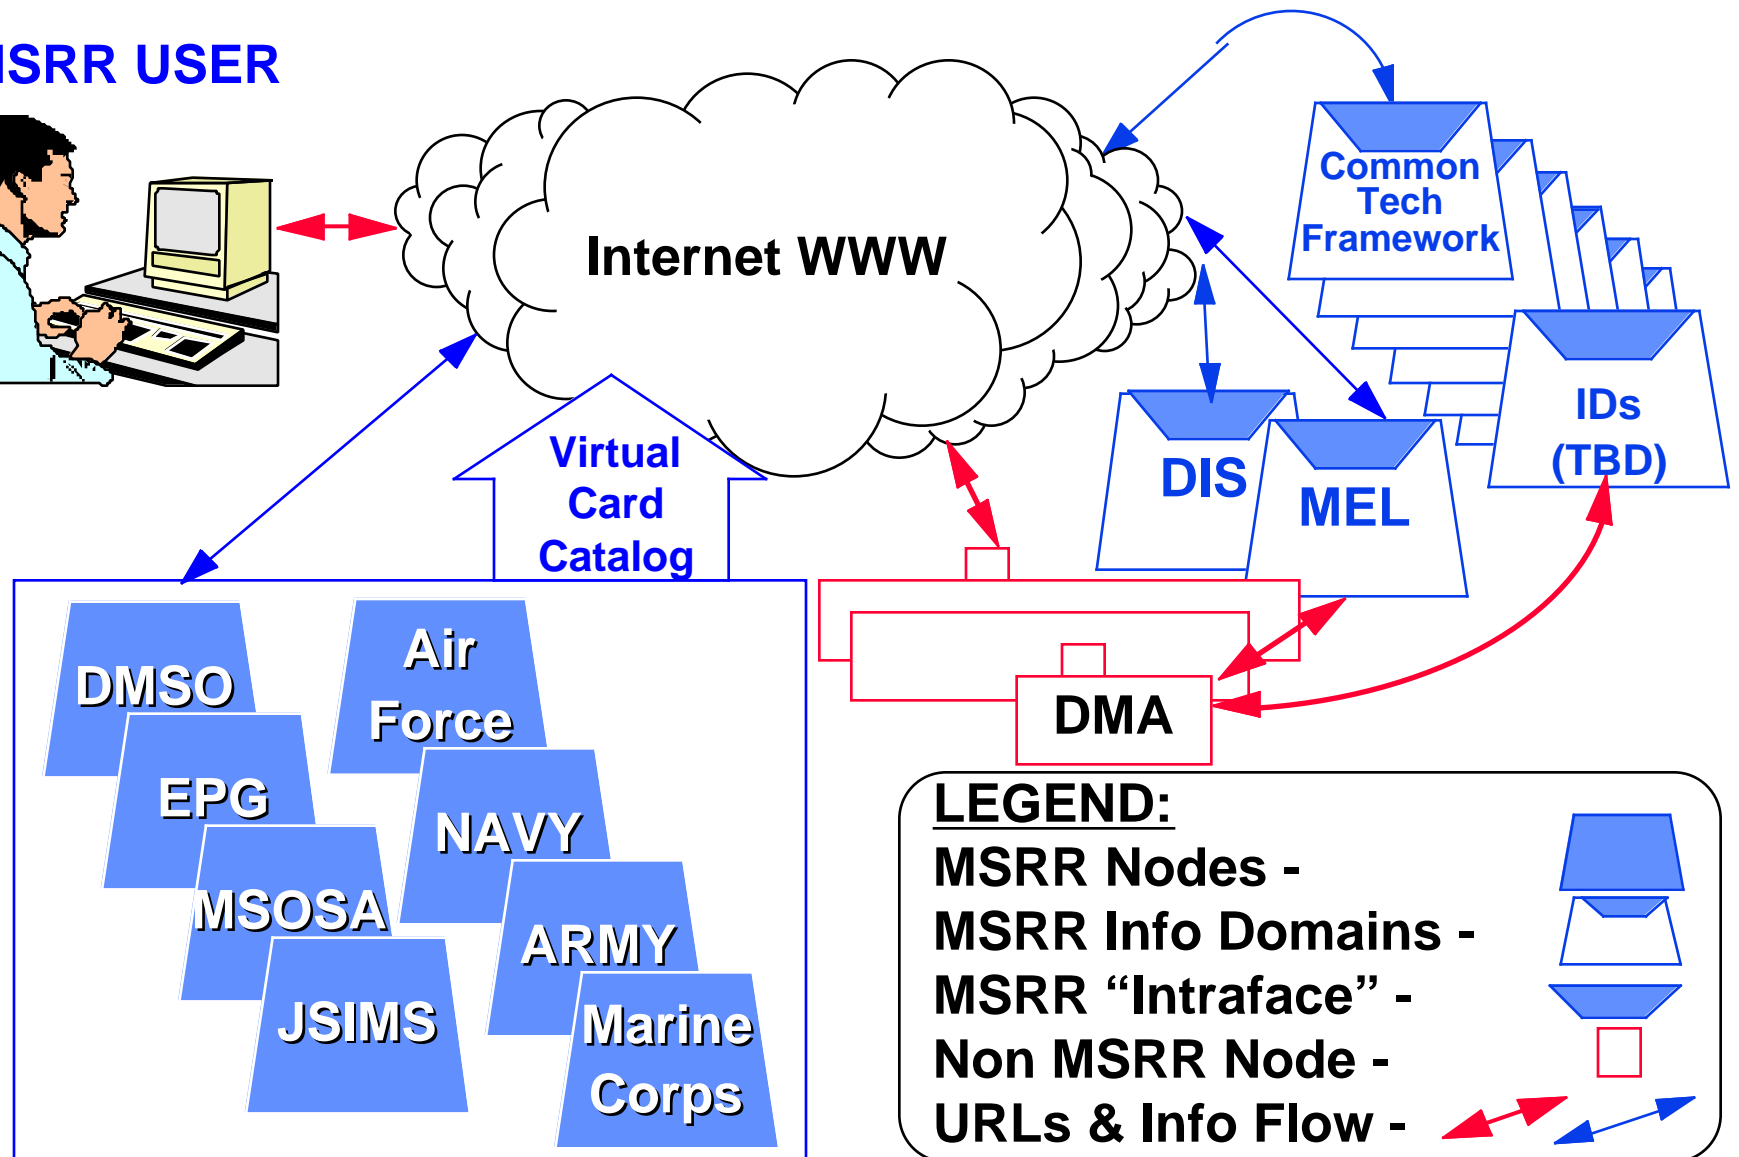 MSRR USER
Internet WWW
Common
Tech
Framework
IDs
(TBD)
DIS
MEL
Virtual
Card
Catalog
DMA
DMSO
EPG
MSOSA
JSIMS
Air
Force
NAVY
ARMY
Marine
Corps
LEGEND:
MSRR Nodes -
MSRR Info Domains -
MSRR “Intraface” -
Non MSRR Node -
URLs & Info Flow -